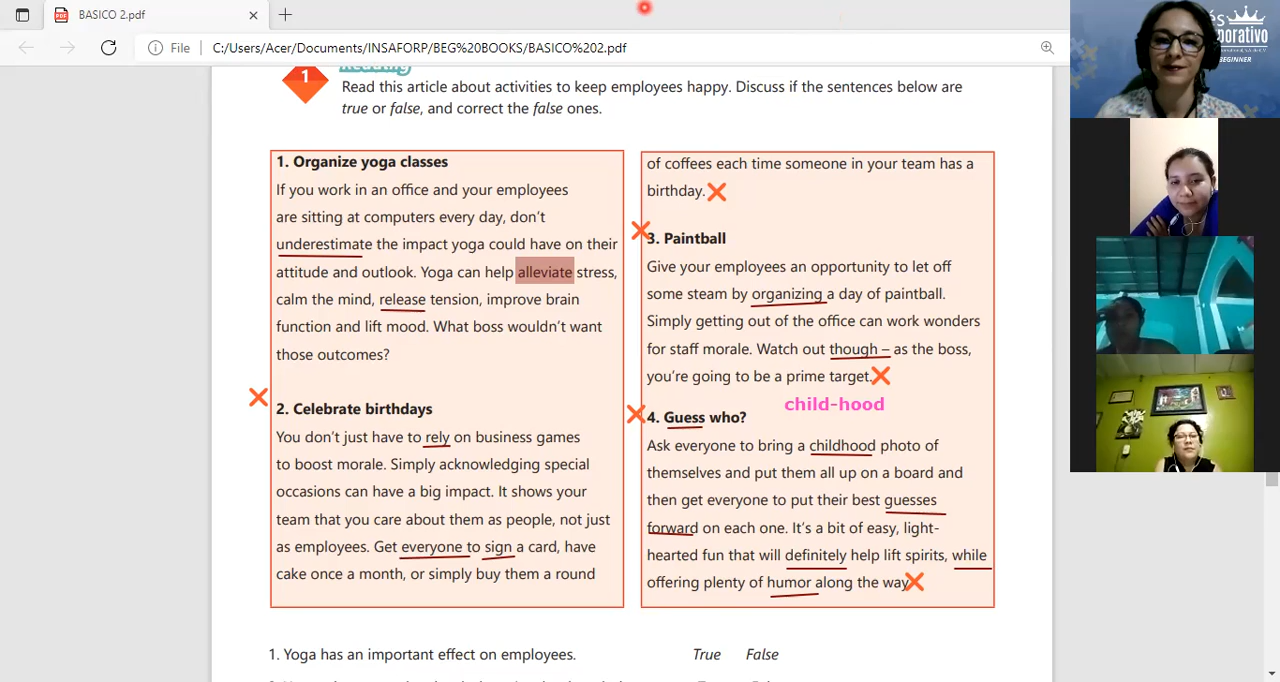 BASICO 2.pdf
File
C:/Users/Acer/Documents/INSAFORP/BEG%20BOOKS/BASICO%202.pdf
és
porativo
BEGINNER
1
Read this article about activities to keep employees happy. Discuss if the sentences below are
true or false, and correct the false ones.
1. Organize yoga classes
If you work in an office and your employees
are sitting at computers every day, don't
underestimate the impact yoga could have on their
attitude and outlook. Yoga can help alleviate stress,
calm the mind, release tension, improve brain
function and lift mood. What boss wouldn't want
those outcomes?
2. Celebrate birthdays
You don't just have to rely on business games
to boost morale. Simply acknowledging special
occasions can have a big impact. It shows your
team that you care about them as people, not just
as employees. Get everyone to sign a card, have
cake once a month, or simply buy them a round
of coffees each time someone in your team has a
birthday.
3. Paintball
Give your employees an opportunity to let off
some steam by organizing a day of paintball.
Simply getting out of the office can work wonders
for staff morale. Watch out though – as the boss,
you're going to be a prime target.
child-hood
4. Guess who?
Ask everyone to bring a childhood photo of
themselves and put them all up on a board and
then get everyone to put their best guesses
forward on each one. It's a bit of easy, light-
hearted fun that will definitely help lift spirits, while
offering plenty of humor along the way
1. Yoga has an important effect on employees. True False